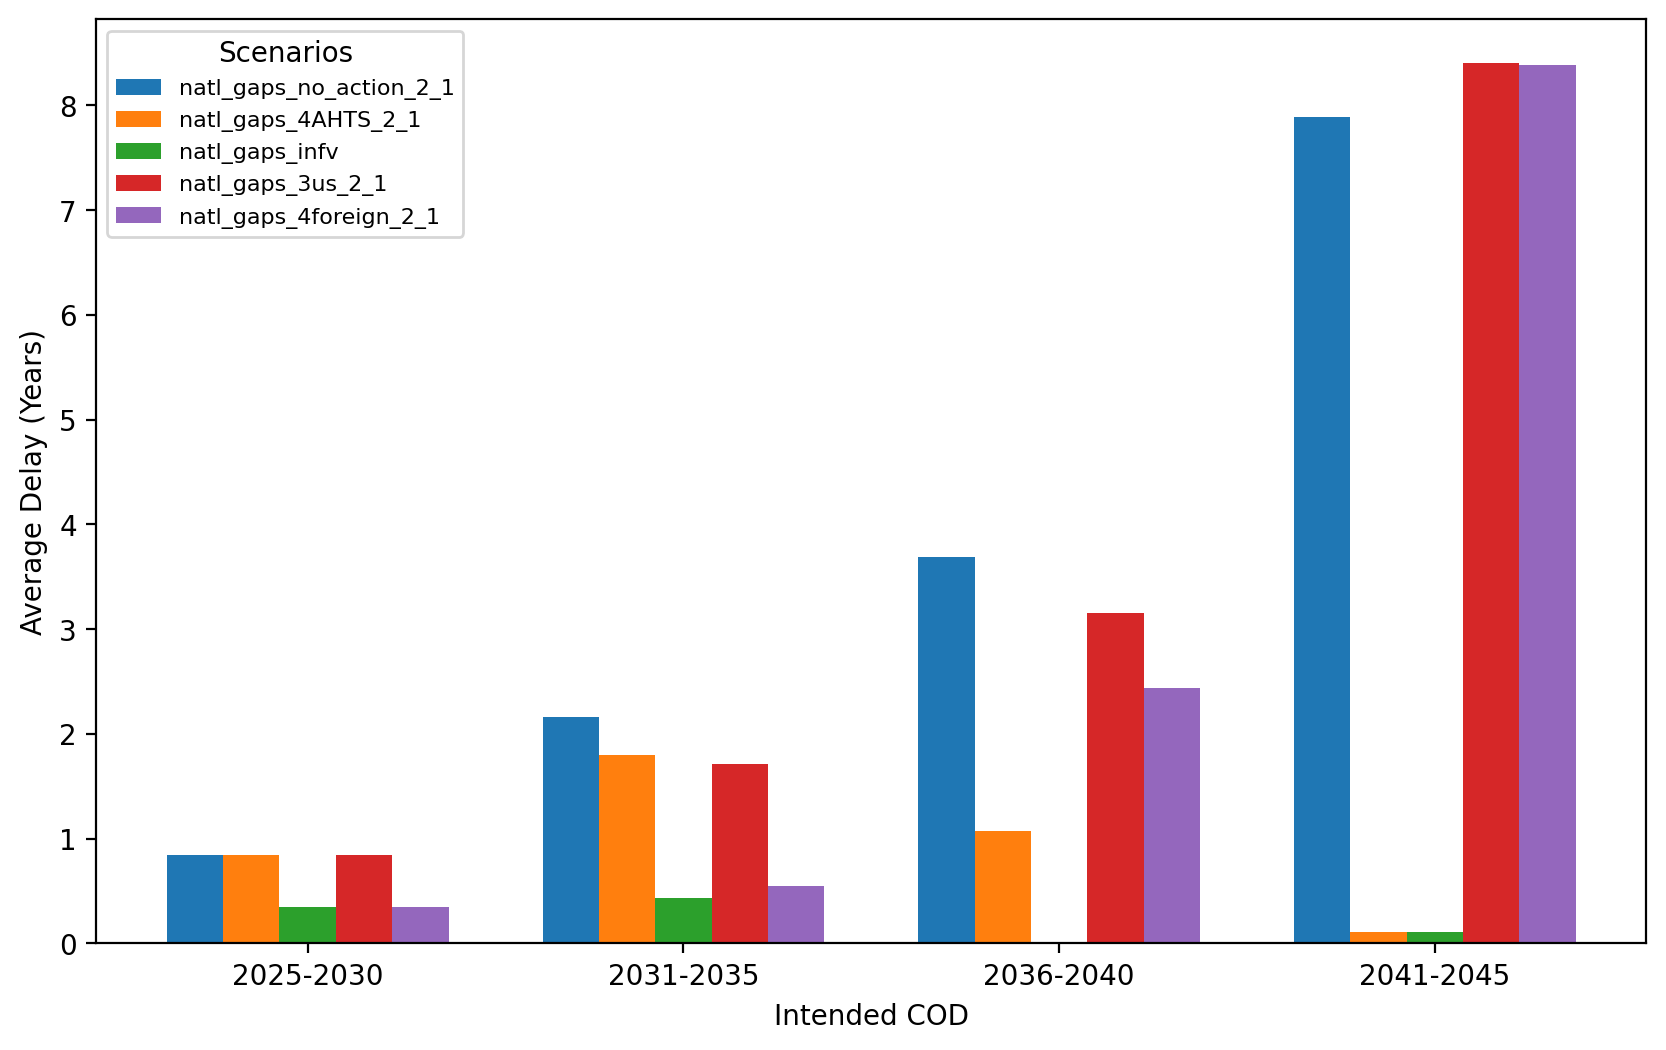 Scenarios
natl_gaps_no_action_2_1
natl_gaps_4AHTS_2_1
natl_gaps_infv
natl_gaps_3us_2_1
natl_gaps_4foreign_2_1
Average Delay (Years)
8
7
6
5
4
3
2
1
0
2025-2030
2031-2035
2036-2040
2041-2045
Intended COD